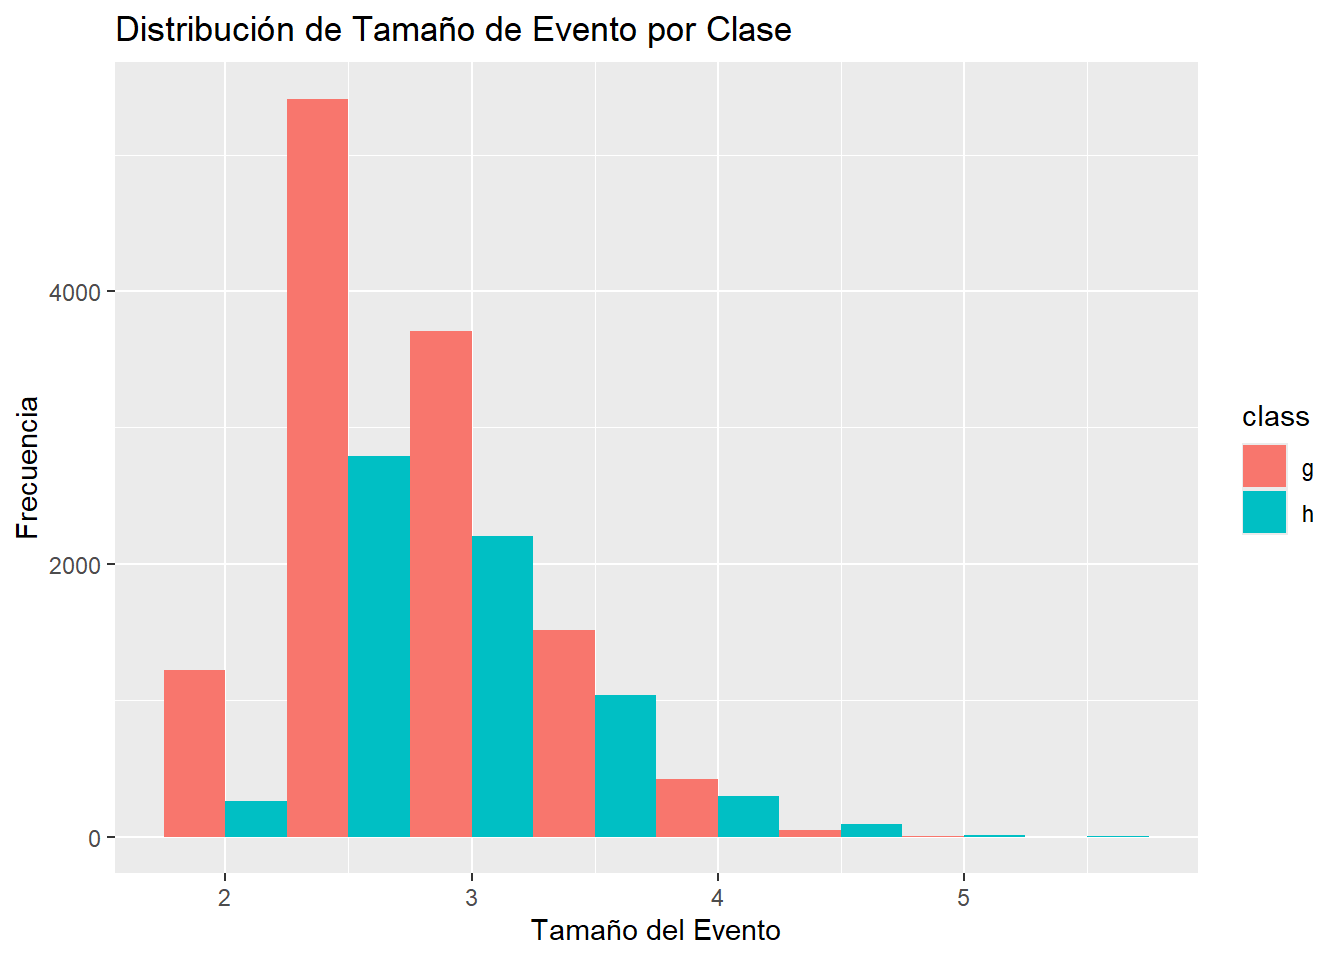 Distribución de Tamaño de Evento por Clase
Frecuencia
4000
2000
0
2
3
4
5
Tamaño del Evento
class
g
h